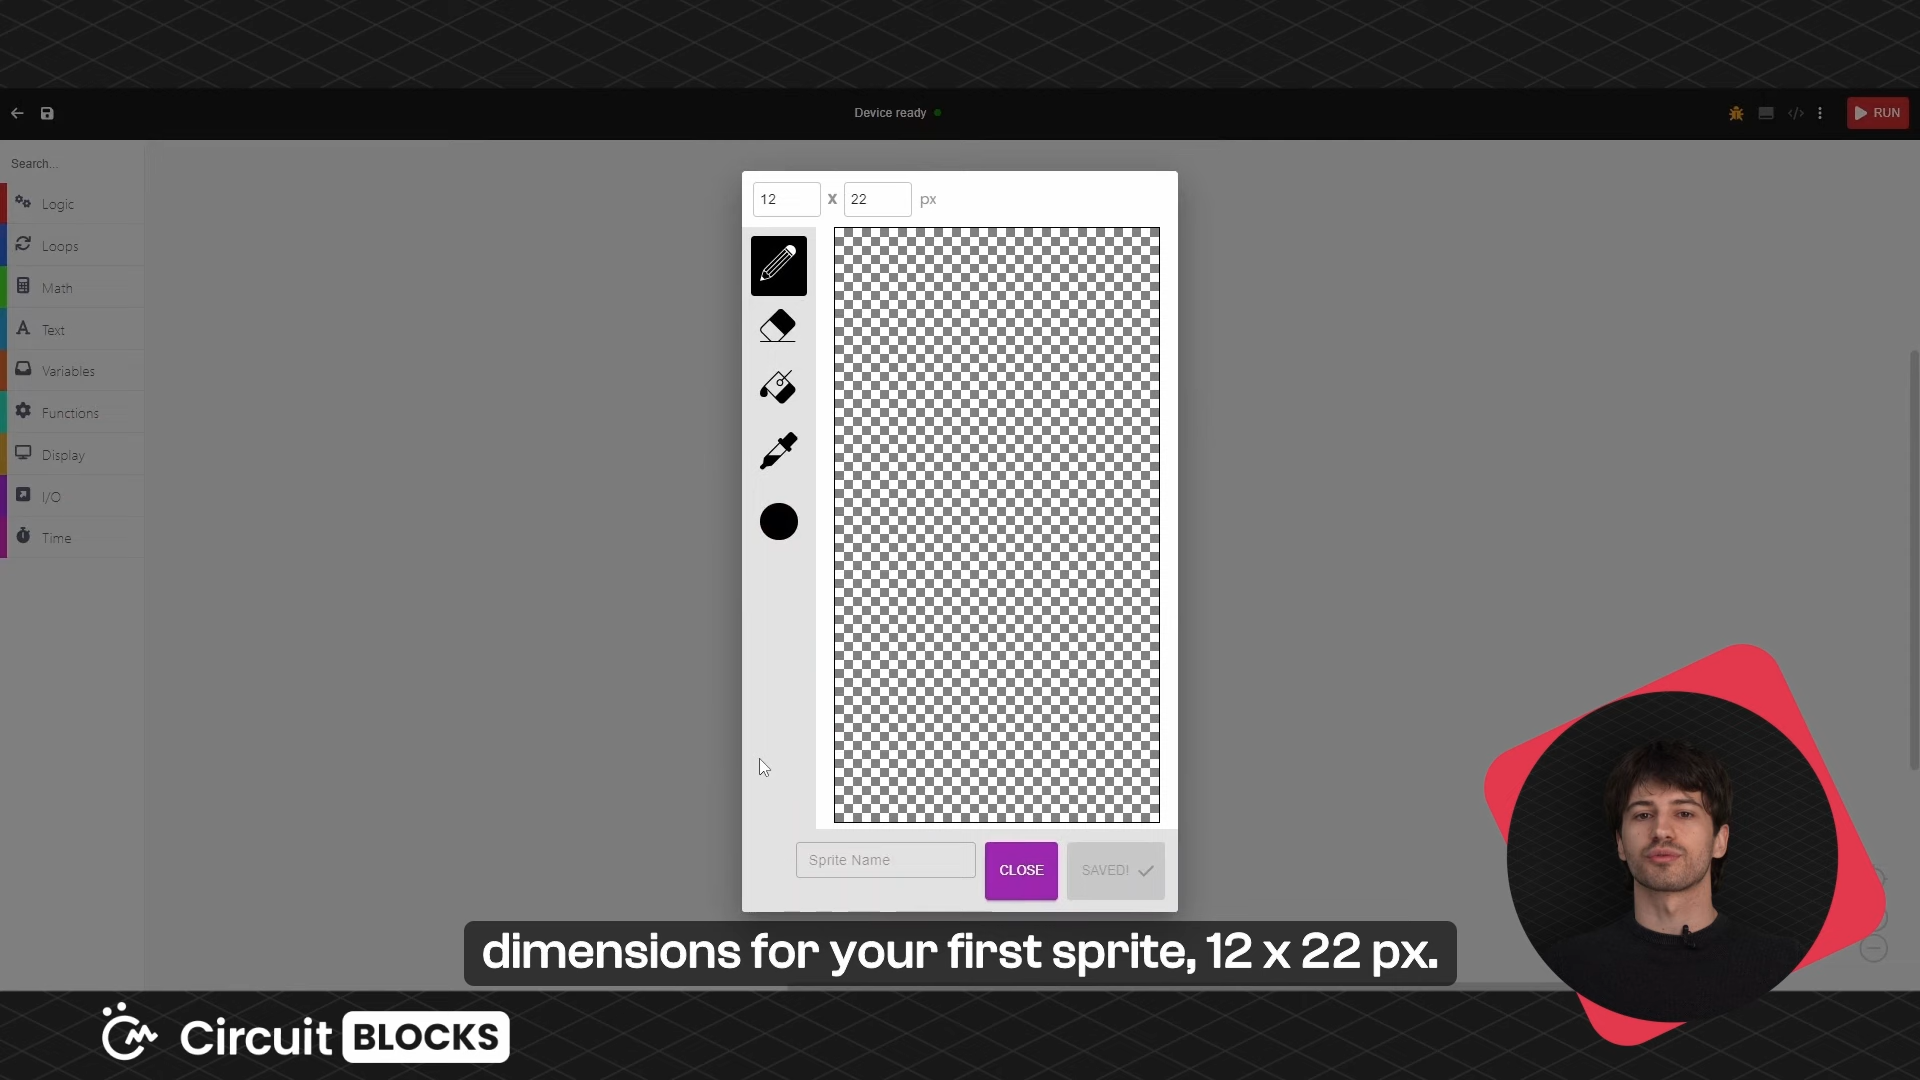 Device ready
</>
RUN
Search...
Logic
Loops
Math
Text
Variables
Functions
Display
I/O
Time
12 X 22 px
Sprite Name
CLOSE
SAVED!
dimensions for your first sprite, 12 x 22 px.
Circuit BLOCKS